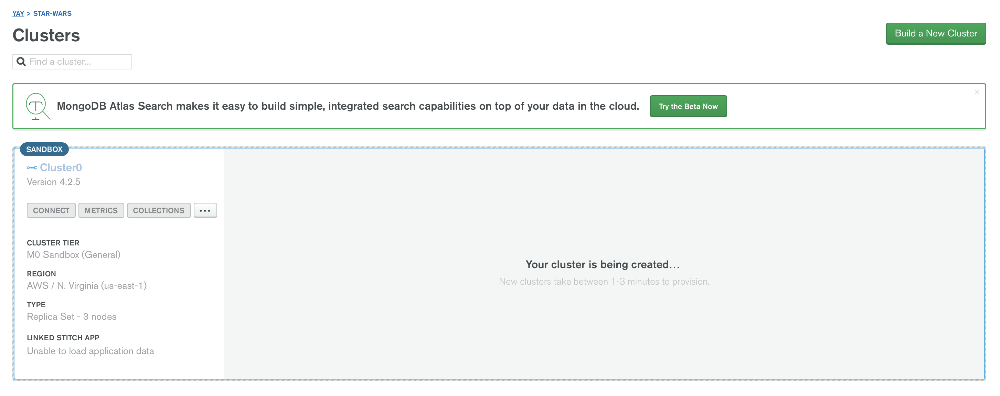 YAY > STAR-WARS
Clusters
Build a New Cluster
Find a cluster...
MongoDB Atlas Search makes it easy to build simple, integrated search capabilities on top of your data in the cloud.
Try the Beta Now
SANDBOX
Cluster0
Version 4.2.5
CONNECT METRICS COLLECTIONS ...
CLUSTER TIER
M0 Sandbox (General)
REGION
AWS / N. Virginia (us-east-1)
TYPE
Replica Set - 3 nodes
LINKED STITCH APP
Unable to load application data
Your cluster is being created...
New clusters take between 1-3 minutes to provision.